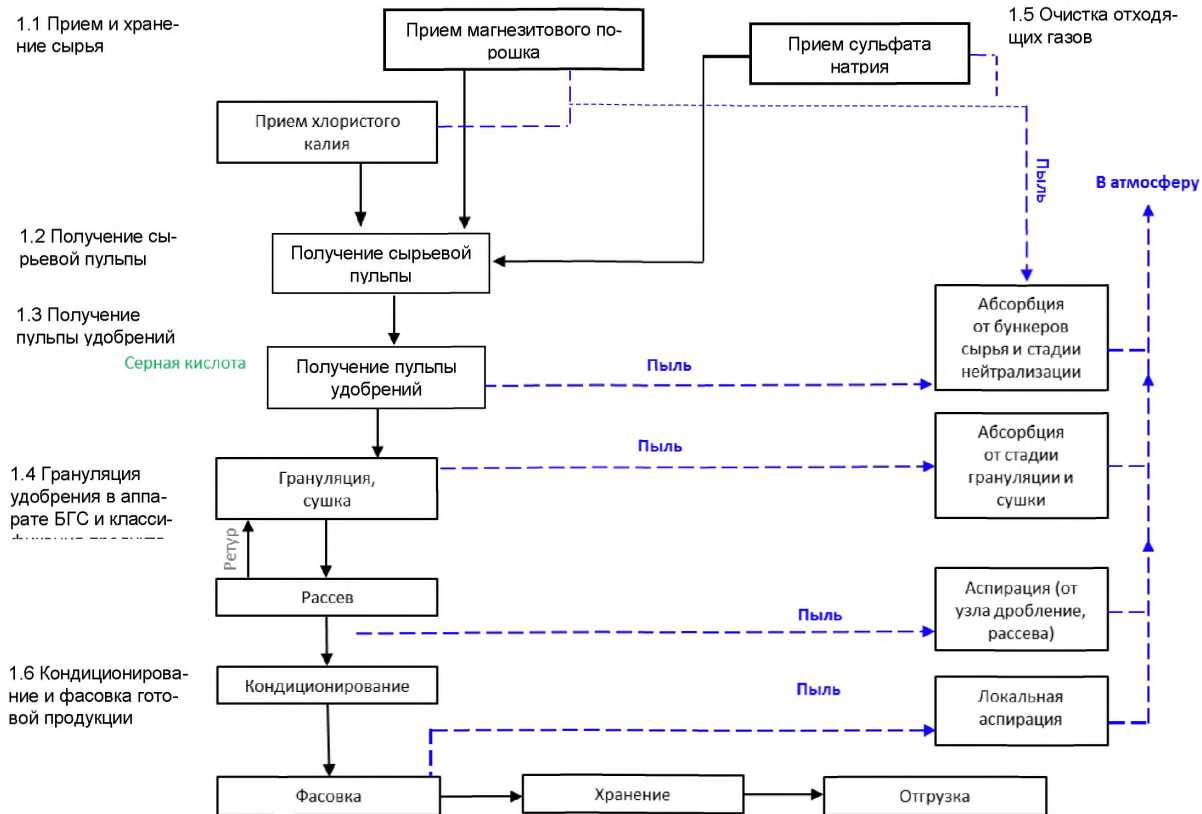 1.1 Прием и хране-
ние сырья
Прием магнезитового по-
рошка
Прием сульфата
натрия
1.5 Очистка отходя-
щих газов
Прием хлористого
калия
Пыль
В атмосферу
1.2 Получение сы-
рьевой пульпы
Получение сырьевой
пульпы
1.3 Получение
пульпы удобрений
Серная кислота
Получение пульпы
удобрений
Пыль
Абсорбция
от бункеров
сырья и стадии
нейтрализации
1.4 Грануляция
удобрения в аппа-
рате БГС и класси-
Грануляция,
сушка
Пыль
Абсорбция
от стадии
грануляции и
сушки
Ретур
Рассев
Пыль
Аспирация (от
узла дробление,
рассева)
1.6 Кондиционирова-
ние и фасовка гото-
вой продукции
Кондиционирование
Пыль
Локальная
аспирация
Фасовка
Хранение
Отгрузка